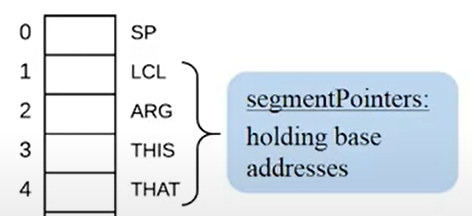 0 SP
1 LCL
2 ARG
3 THIS
4 THAT
segmentPointers:
holding base
addresses